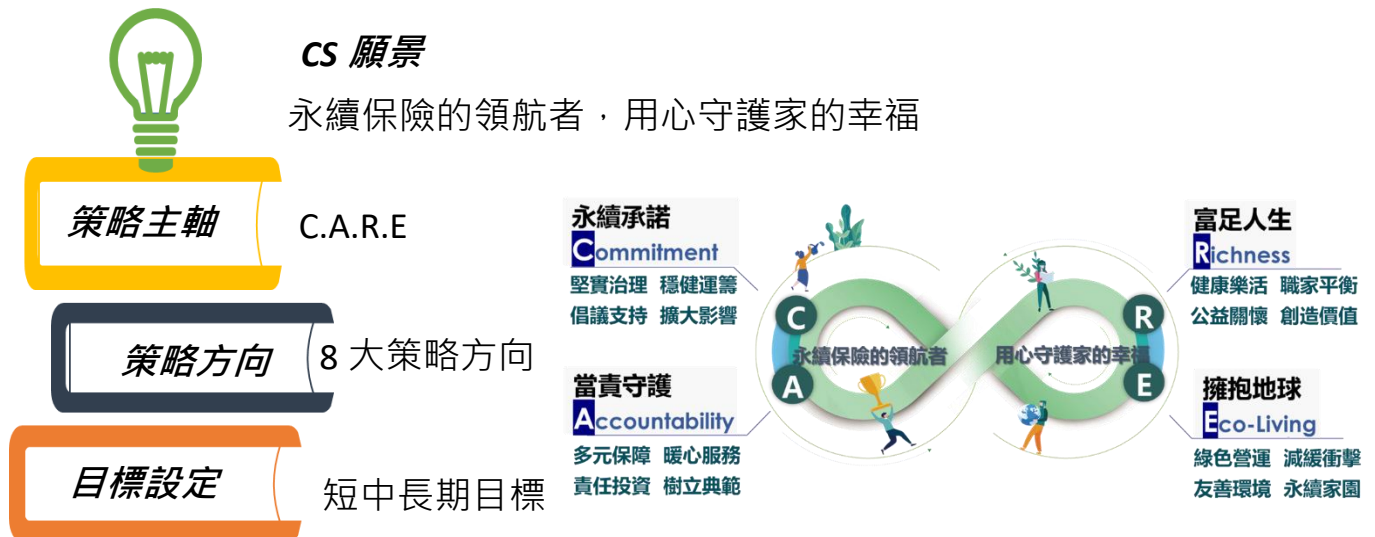 CS 願景
永續保險的領航者，用心守護家的幸福
策略主軸
C.A.R.E
策略方向
8 大策略方向
目標設定
短中長期目標
永續承諾
Commitment
堅實治理 穩健運籌
倡議支持 擴大影響
當責守護
Accountability
多元保障 暖心服務
責任投資 樹立典範
C
A
永續保險的領航者
用心守護家的幸福
R
E
富足人生
Richness
健康樂活 職家平衡
公益關懷 創造價值
擁抱地球
Eco-Living
綠色營運 減緩衝擊
友善環境 永續家園